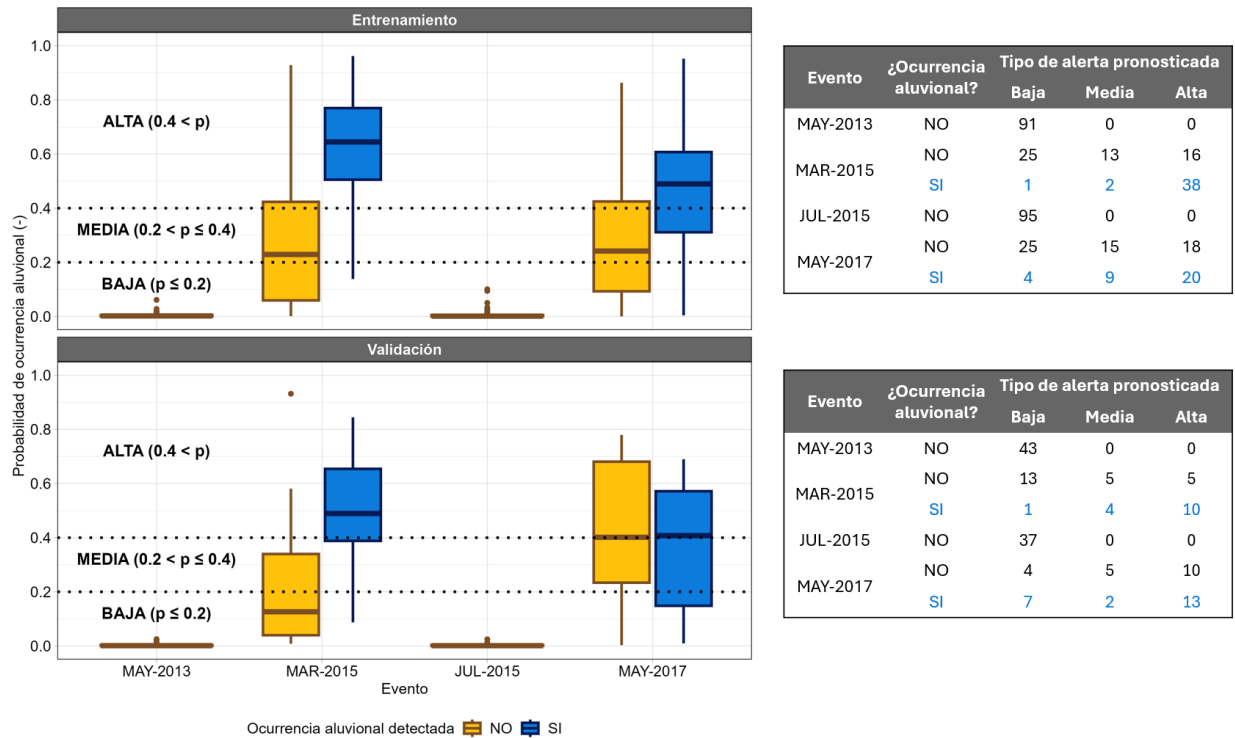 Entrenamiento
Probabilidad de ocurrencia aluvional (-)
1.0
0.8
ALTA (0.4 < p)
0.6
0.4
MEDIA (0.2 < p ≤ 0.4)
0.2
BAJA (p ≤ 0.2)
0.0
Validación
1.0
0.8
ALTA (0.4 < p)
0.6
0.4
MEDIA (0.2 < p ≤ 0.4)
0.2
BAJA (p ≤ 0.2)
0.0
MAY-2013 MAR-2015 JUL-2015 MAY-2017
Evento
Ocurrencia aluvional detectada NO SI
Evento ¿Ocurrencia aluvional? Tipo de alerta pronosticada
Baja Media Alta
MAY-2013 NO 91 0 0
MAR-2015 NO 25 13 16
SI 1 2 38
JUL-2015 NO 95 0 0
MAY-2017 NO 25 15 18
SI 4 9 20
Evento ¿Ocurrencia aluvional? Tipo de alerta pronosticada
Baja Media Alta
MAY-2013 NO 43 0 0
MAR-2015 NO 13 5 5
SI 1 4 10
JUL-2015 NO 37 0 0
MAY-2017 NO 4 5 10
SI 7 2 13